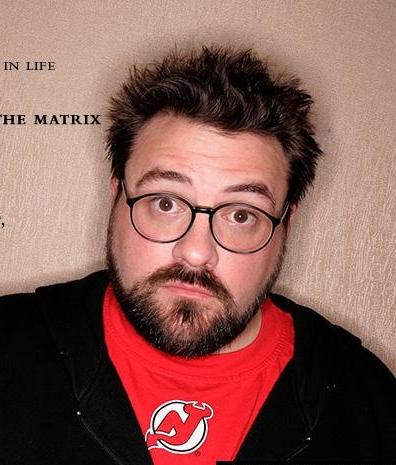 IN LIFE
THE MATRIX
,